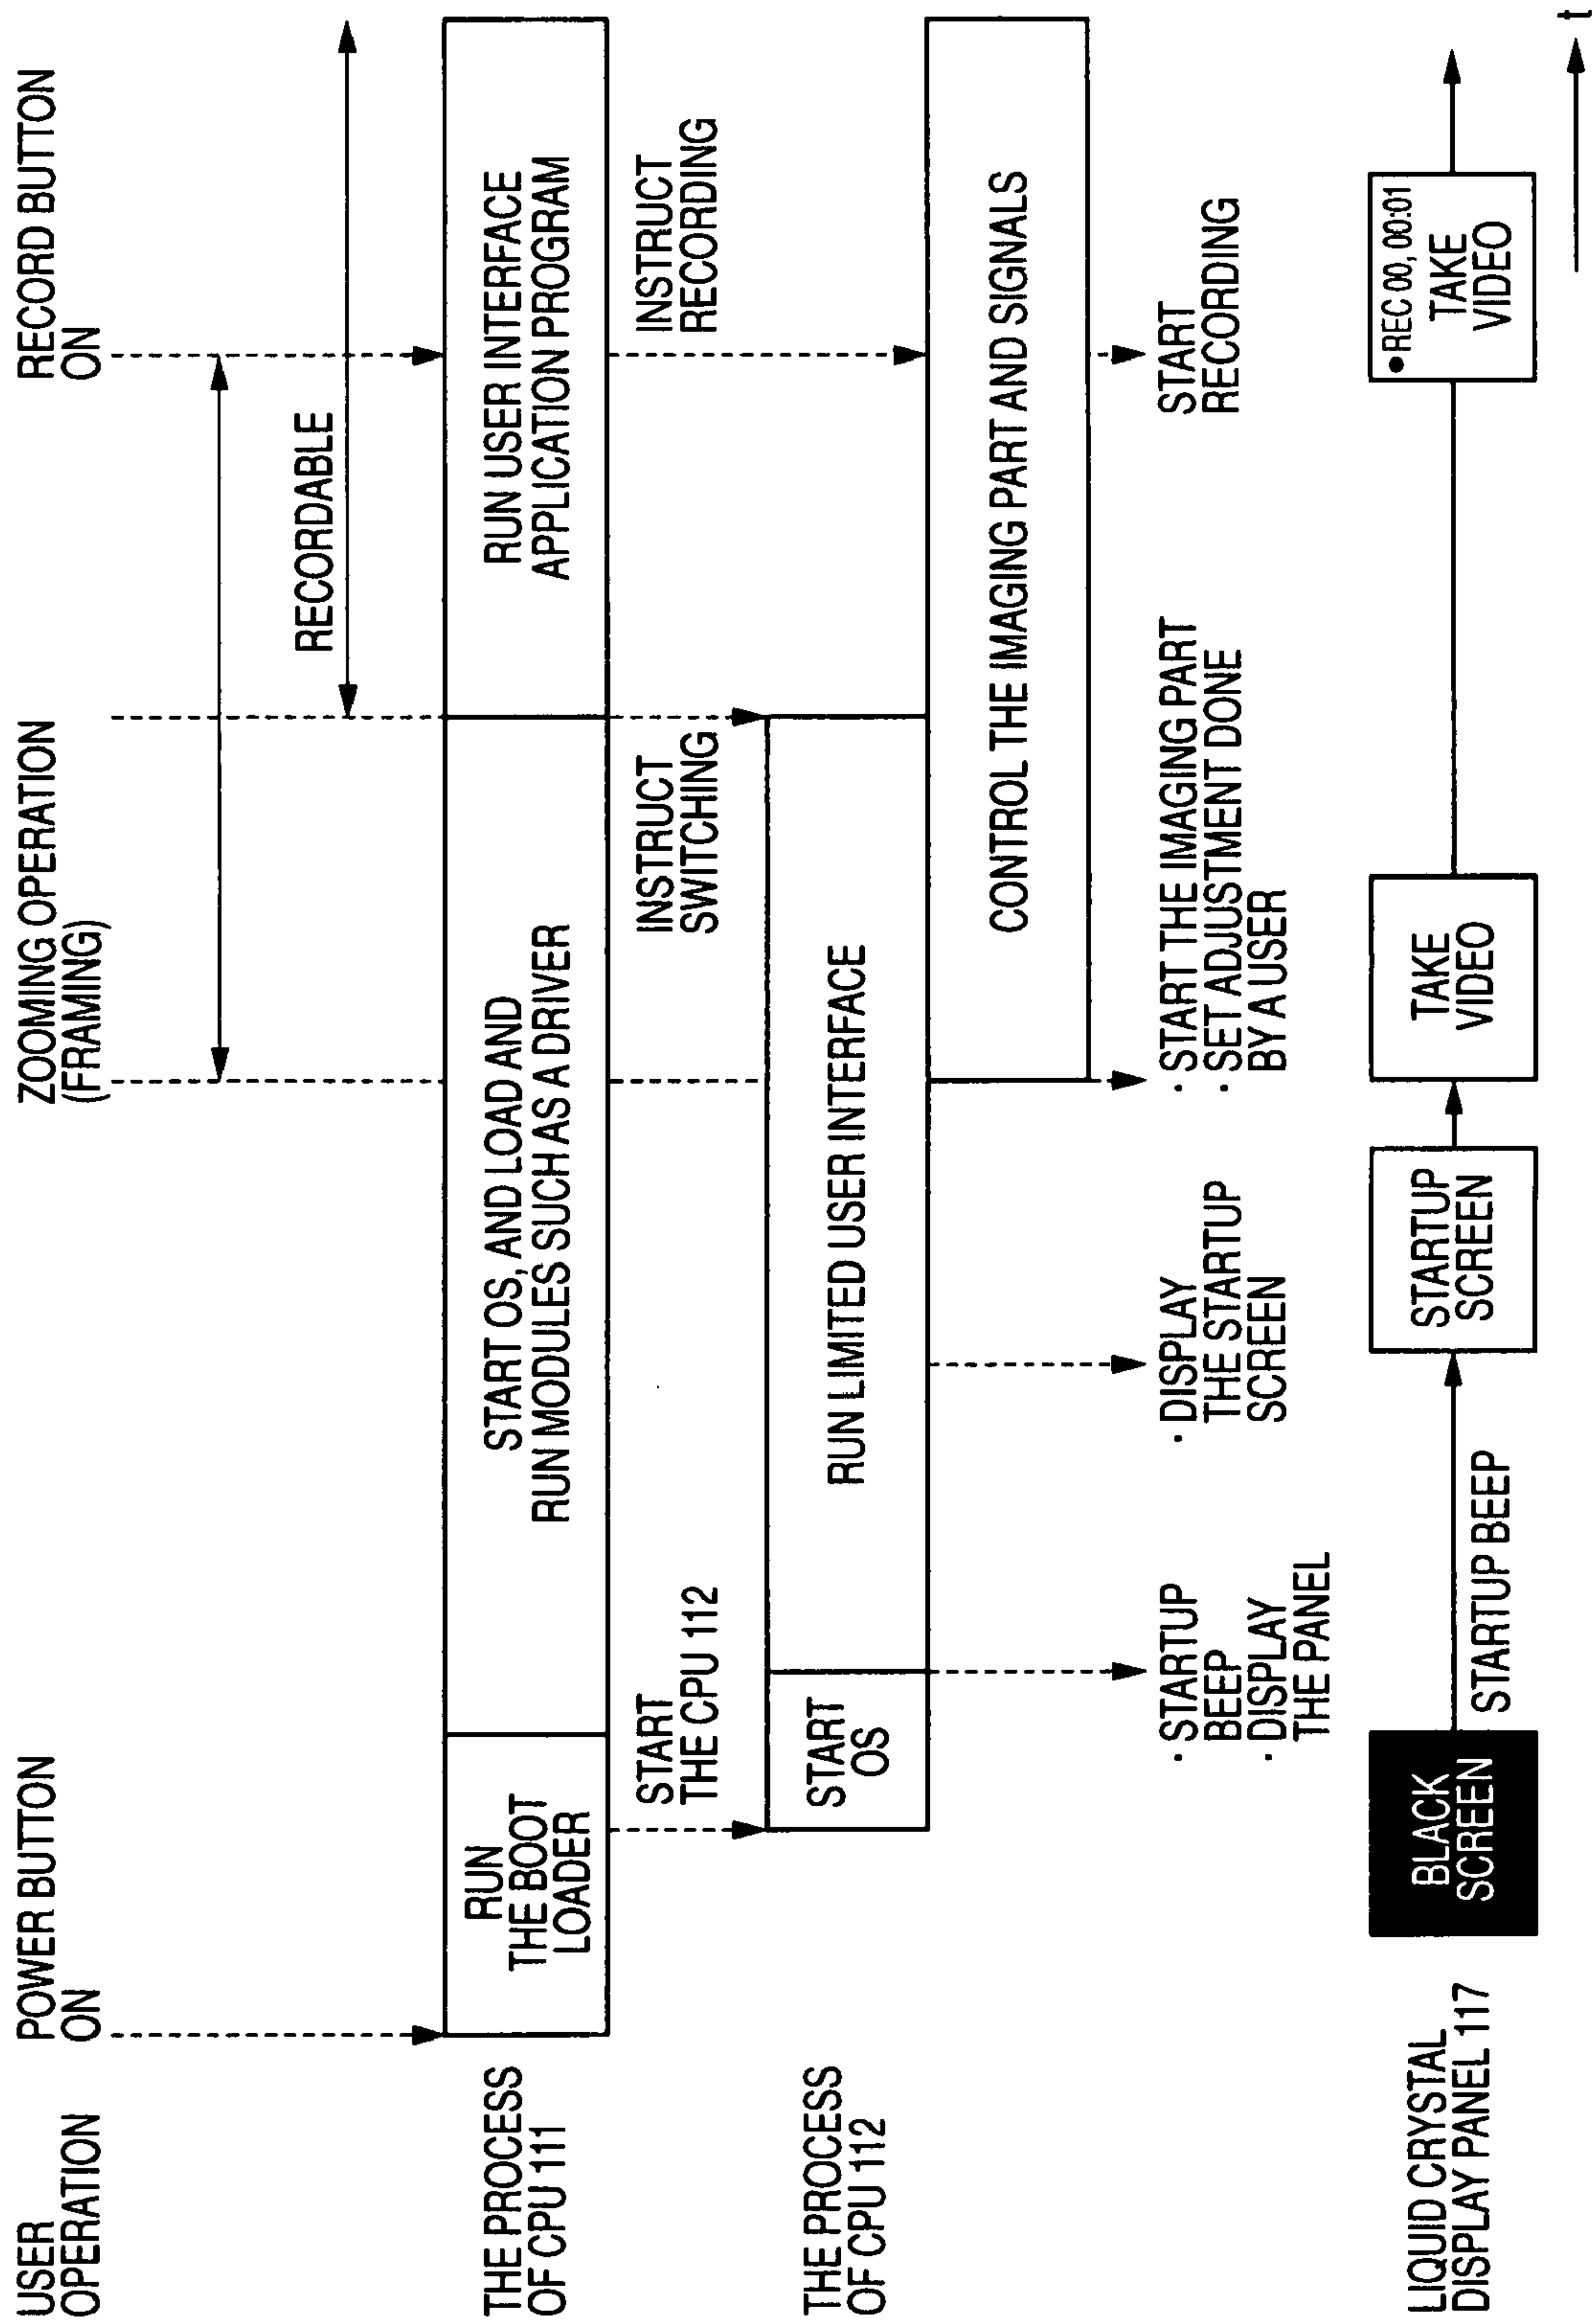 USER
OPERATION
POWER BUTTON
ON
ZOOMING OPERATION
(FRAMING)
RECORD BUTTON
ON
RECORDABLE
THE PROCESS
OF CPU 111
RUN
THE BOOT
LOADER
START OS, AND LOAD AND
RUN MODULES SUCH AS A DRIVER
RUN USER INTERFACE
APPLICATION PROGRAM
START
THE CPU 112
INSTRUCT
SWITCHING
INSTRUCT
RECORDING
THE PROCESS
OF CPU 112
START
OS
RUN LIMITED USER INTERFACE
CONTROL THE IMAGING PART AND SIGNALS
· STARTUP
BEEP
· DISPLAY
THE PANEL
· DISPLAY
THE STARTUP
SCREEN
· START THE IMAGING PART
· SET ADJUSTMENT DONE
BY A USER
START
RECORDING
LIQUID CRYSTAL
DISPLAY PANEL 117
BLACK
SCREEN
STARTUP BEEP
STARTUP
SCREEN
TAKE
VIDEO
● REC 00, 00:01
TAKE
VIDEO
t